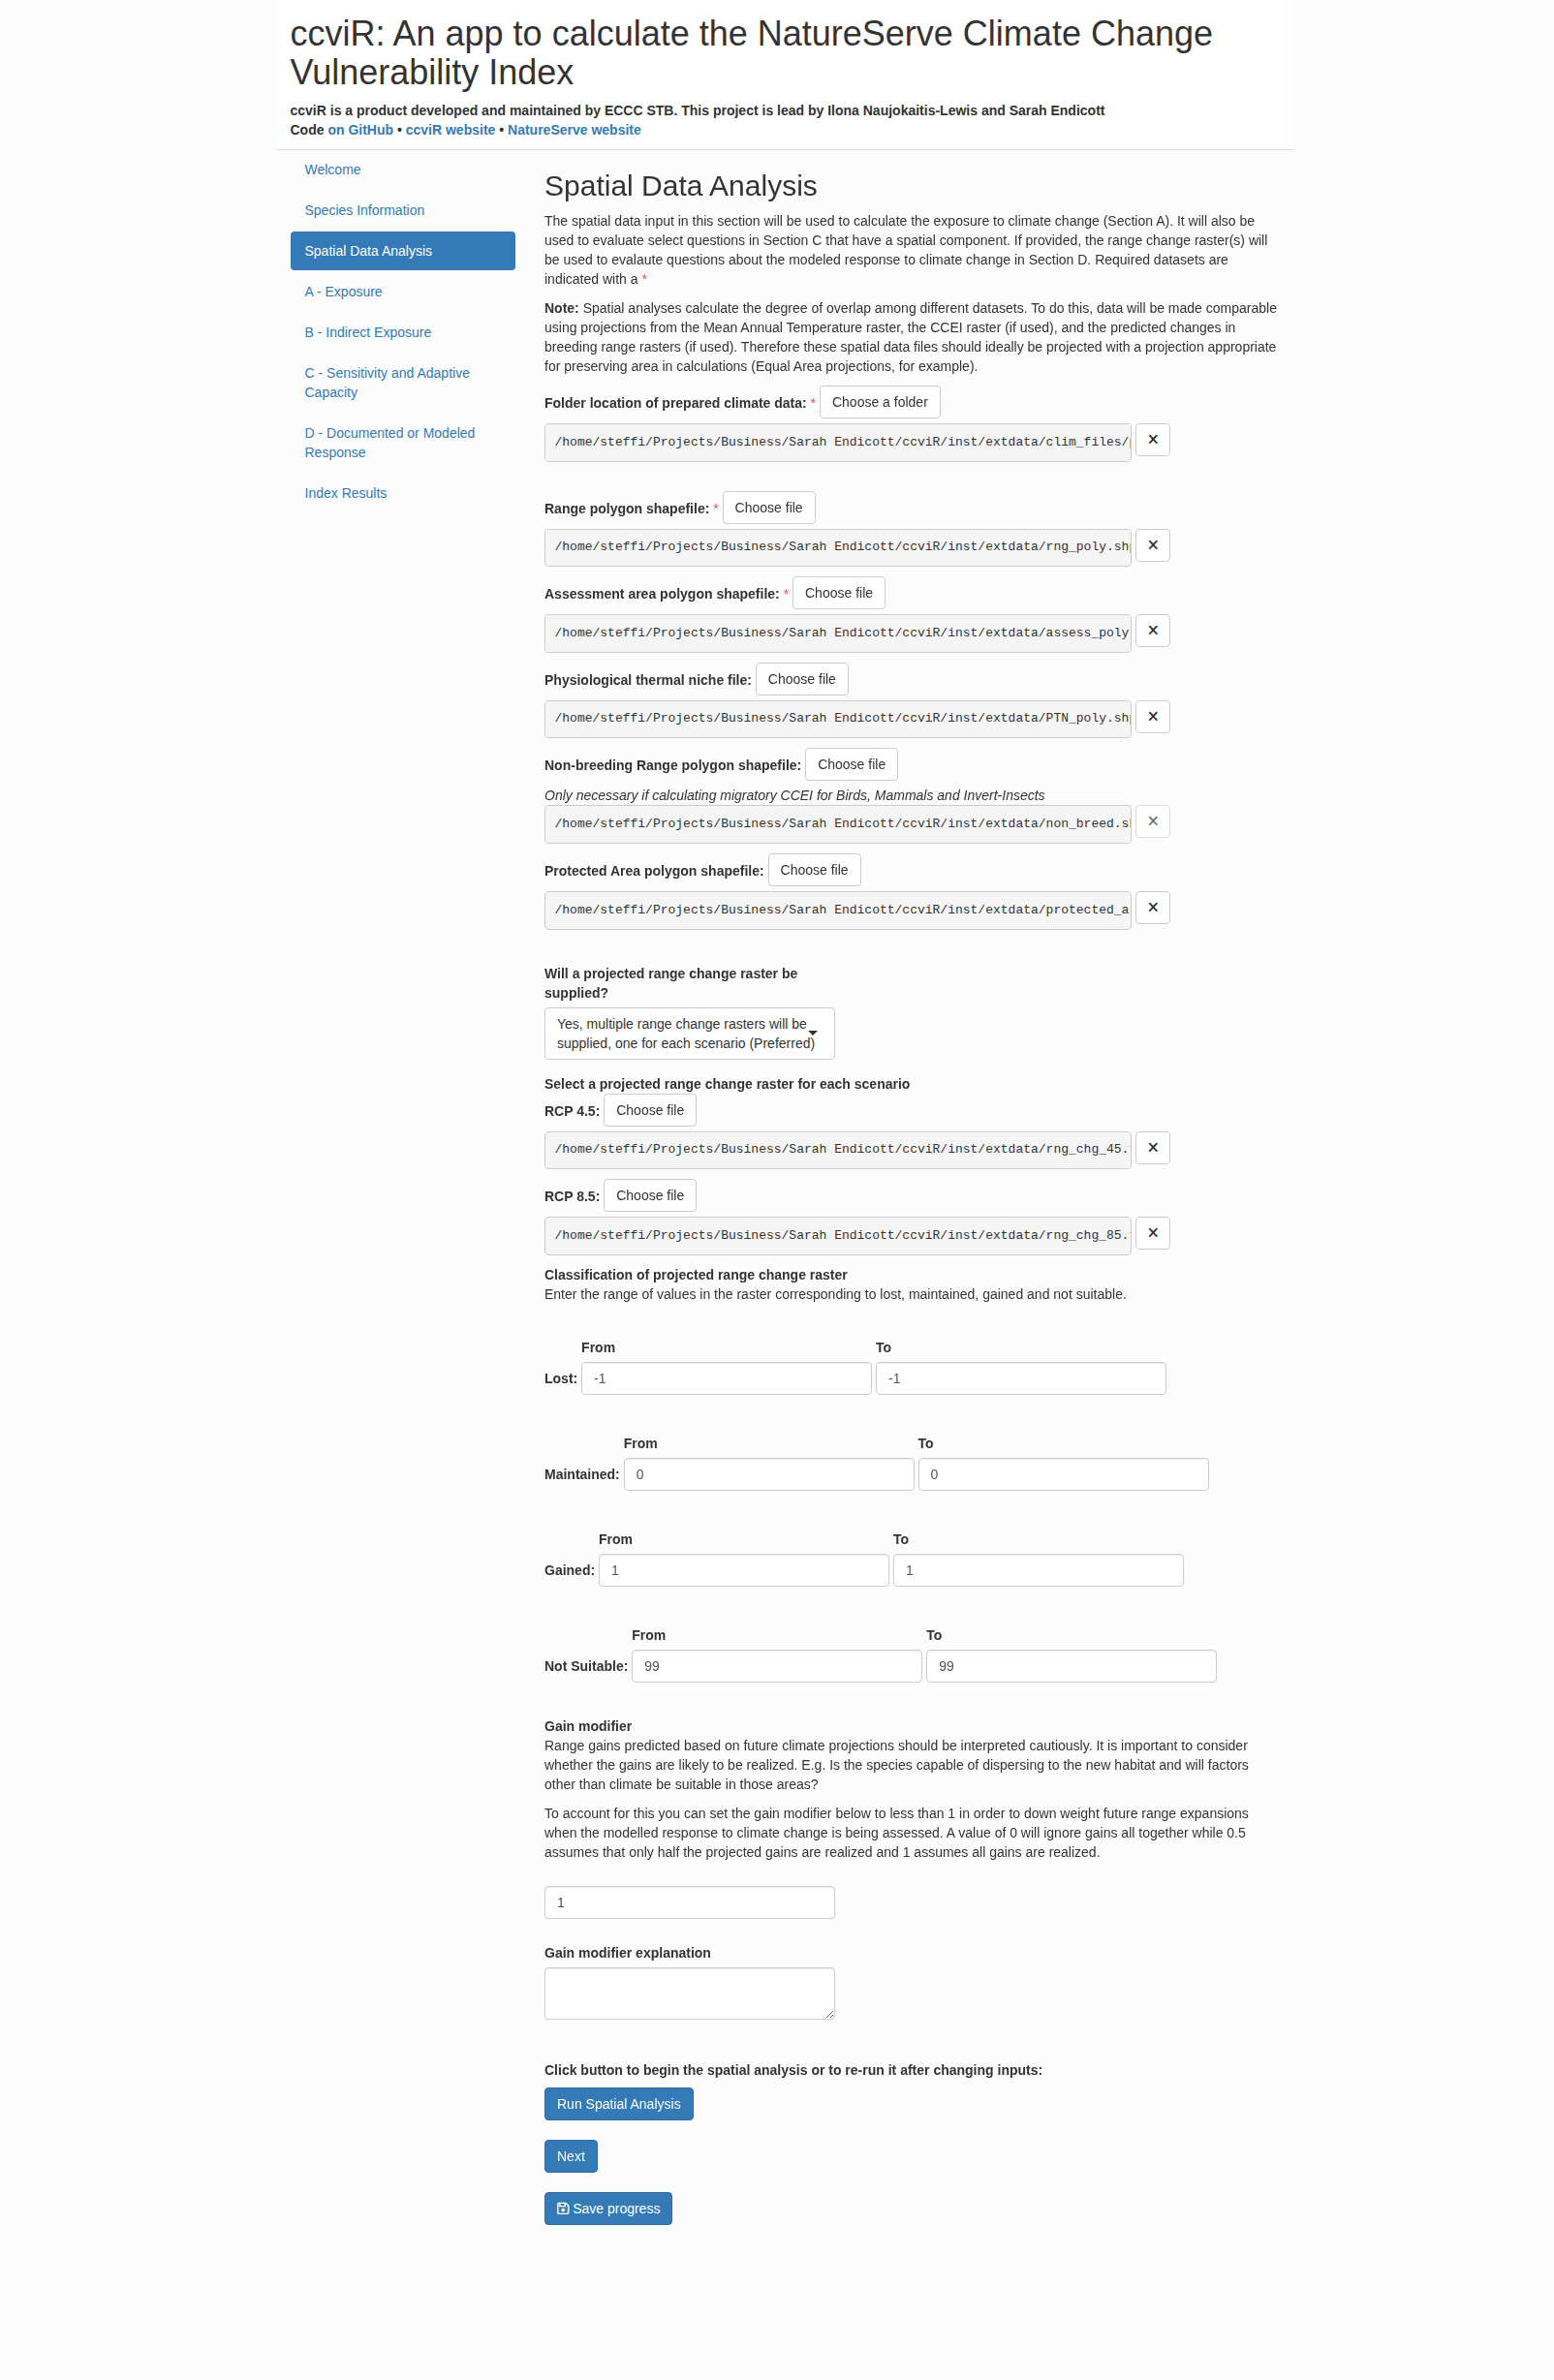 ccviR: An app to calculate the NatureServe Climate Change
Vulnerability Index
ccviR is a product developed and maintained by ECCC STB. This project is lead by Ilona Naujokaitis-Lewis and Sarah Endicott
Code on GitHub • ccviR website • NatureServe website
Welcome
Species Information
Spatial Data Analysis
A - Exposure
B - Indirect Exposure
C - Sensitivity and Adaptive
Capacity
D - Documented or Modeled
Response
Index Results
Spatial Data Analysis
The spatial data input in this section will be used to calculate the exposure to climate change (Section A). It will also be
used to evaluate select questions in Section C that have a spatial component. If provided, the range change raster(s) will
be used to evalaute questions about the modeled response to climate change in Section D. Required datasets are
indicated with a *
Note: Spatial analyses calculate the degree of overlap among different datasets. To do this, data will be made comparable
using projections from the Mean Annual Temperature raster, the CCEI raster (if used), and the predicted changes in
breeding range rasters (if used). Therefore these spatial data files should ideally be projected with a projection appropriate
for preserving area in calculations (Equal Area projections, for example).
Folder location of prepared climate data: * Choose a folder
/home/steffi/Projects/Business/Sarah Endicott/ccviR/inst/extdata/clim_files/
Range polygon shapefile: * Choose file
/home/steffi/Projects/Business/Sarah Endicott/ccviR/inst/extdata/rng_poly.sh
Assessment area polygon shapefile: * Choose file
/home/steffi/Projects/Business/Sarah Endicott/ccviR/inst/extdata/assess_poly
Physiological thermal niche file: Choose file
/home/steffi/Projects/Business/Sarah Endicott/ccviR/inst/extdata/PTN_poly.sh
Non-breeding Range polygon shapefile: Choose file
Only necessary if calculating migratory CCEI for Birds, Mammals and Invert-Insects
/home/steffi/Projects/Business/Sarah Endicott/ccviR/inst/extdata/non_breed.s
Protected Area polygon shapefile: Choose file
/home/steffi/Projects/Business/Sarah Endicott/ccviR/inst/extdata/protected_a
Will a projected range change raster be
supplied?
Yes, multiple range change rasters will be
supplied, one for each scenario (Preferred)
Select a projected range change raster for each scenario
RCP 4.5: Choose file
/home/steffi/Projects/Business/Sarah Endicott/ccviR/inst/extdata/rng_chg_45.
RCP 8.5: Choose file
/home/steffi/Projects/Business/Sarah Endicott/ccviR/inst/extdata/rng_chg_85.
Classification of projected range change raster
Enter the range of values in the raster corresponding to lost, maintained, gained and not suitable.
From To
Lost: -1 -1
From To
Maintained: 0 0
From To
Gained: 1 1
From To
Not Suitable: 99 99
Gain modifier
Range gains predicted based on future climate projections should be interpreted cautiously. It is important to consider
whether the gains are likely to be realized. E.g. Is the species capable of dispersing to the new habitat and will factors
other than climate be suitable in those areas?
To account for this you can set the gain modifier below to less than 1 in order to down weight future range expansions
when the modelled response to climate change is being assessed. A value of 0 will ignore gains all together while 0.5
assumes that only half the projected gains are realized and 1 assumes all gains are realized.
1
Gain modifier explanation
Click button to begin the spatial analysis or to re-run it after changing inputs:
Run Spatial Analysis
Next
Save progress